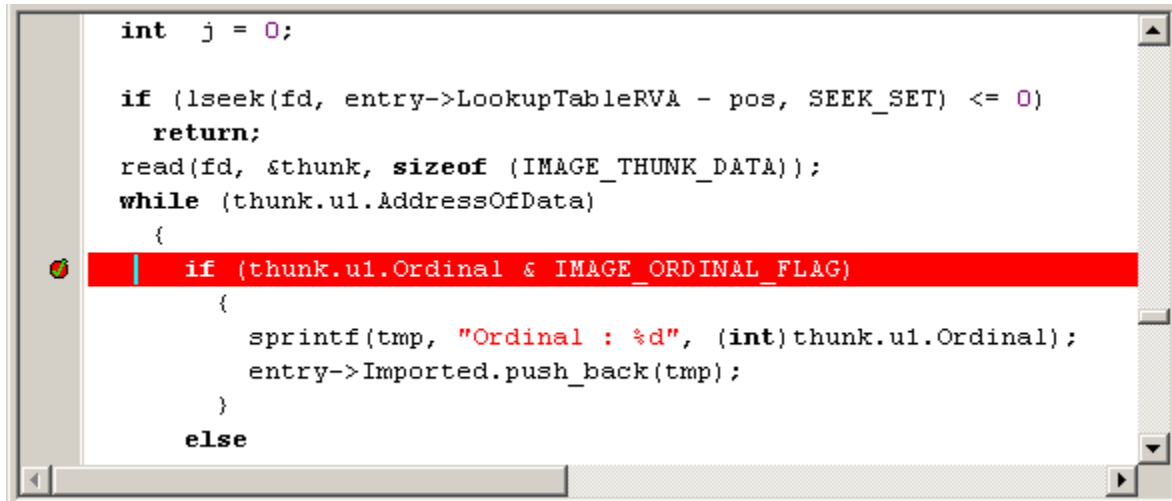 int  j = 0;
if (lseek(fd, entry->LookupTableRVA - pos, SEEK_SET) <= 0)
return;
read(fd, &thunk, sizeof (IMAGE_THUNK_DATA));
while (thunk.u1.AddressOfData)
{
if (thunk.u1.Ordinal & IMAGE_ORDINAL_FLAG)
{
sprintf(tmp, "Ordinal : %d", (int)thunk.u1.Ordinal);
entry->Imported.push_back(tmp);
}
else